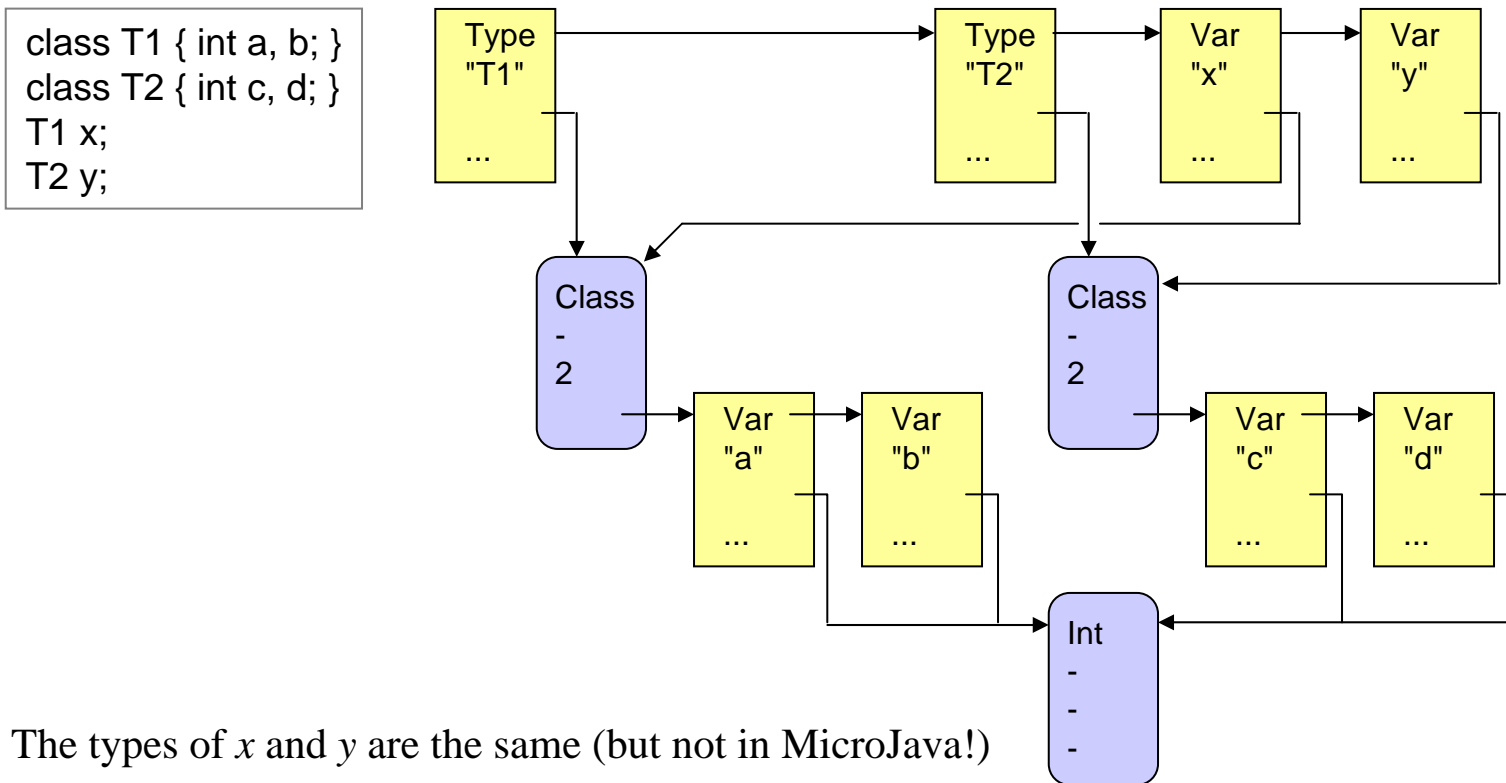 class T1 { int a, b; }
class T2 { int c, d; }
T1 x;
T2 y;
Type
"T1"
...
Type
"T2"
...
Var
"x"
...
Var
"y"
...
Class
-
2
Class
-
2
Var
"a"
...
Var
"b"
...
Var
"c"
...
Var
"d"
...
Int
-
-
-
The types of x and y are the same (but not in MicroJava!)